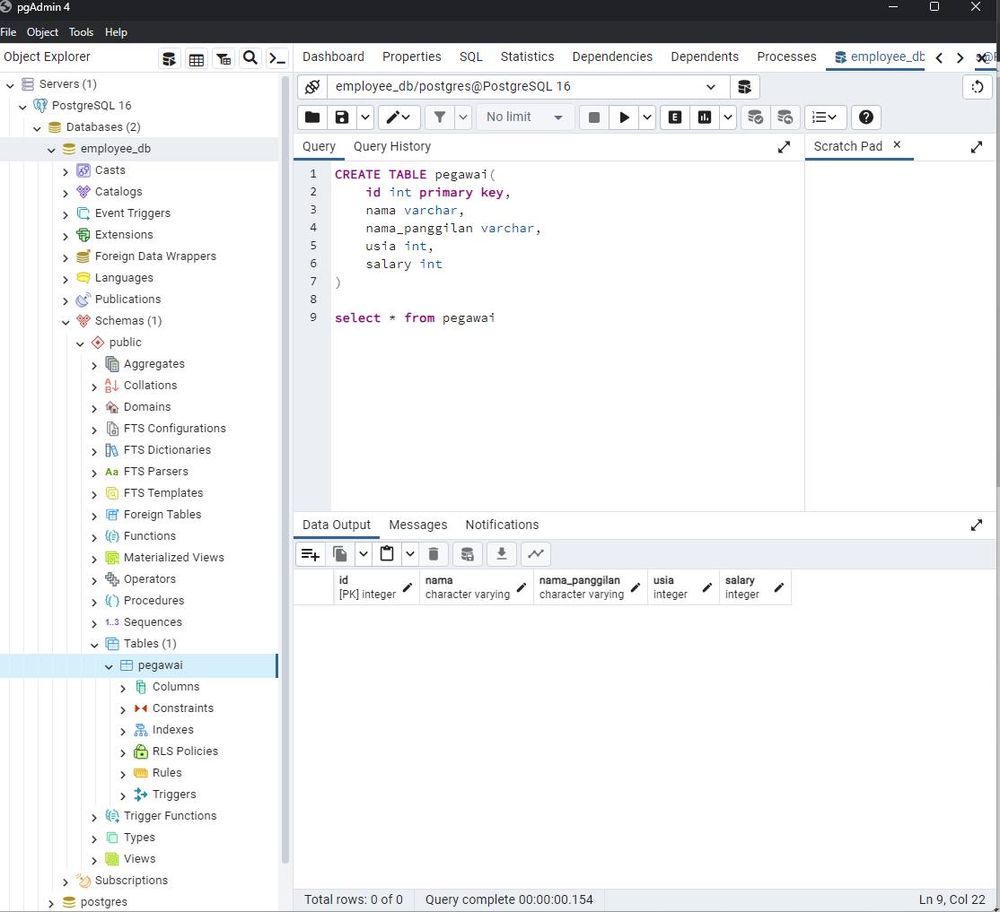 pgAdmin 4
File Object Tools Help
Object Explorer
Servers (1)
PostgreSQL 16
Databases (2)
employee_db
Casts
Catalogs
Event Triggers
Extensions
Foreign Data Wrappers
Languages
Publications
Schemas (1)
public
Aggregates
Collations
Domains
FTS Configurations
FTS Dictionaries
Aa FTS Parsers
FTS Templates
Foreign Tables
Functions
Materialized Views
Operators
Procedures
1..3 Sequences
Tables (1)
pegawai
Columns
Constraints
Indexes
RLS Policies
Rules
Triggers
Trigger Functions
Types
Views
Subscriptions
postgres
Dashboard Properties SQL Statistics Dependencies Dependents Processes employee_db
employee_db/postgres@PostgreSQL 16
No limit
Query Query History
Scratch Pad
1 CREATE TABLE pegawai(
2 id int primary key,
3 nama varchar,
4 nama_panggilan varchar,
5 usia int,
6 salary int
7 )
8
9 select * from pegawai
Data Output Messages Notifications
id nama nama_panggilan usia salary
[PK] integer character varying character varying integer integer
Total rows: 0 of 0 Query complete 00:00:00.154 Ln 9, Col 22